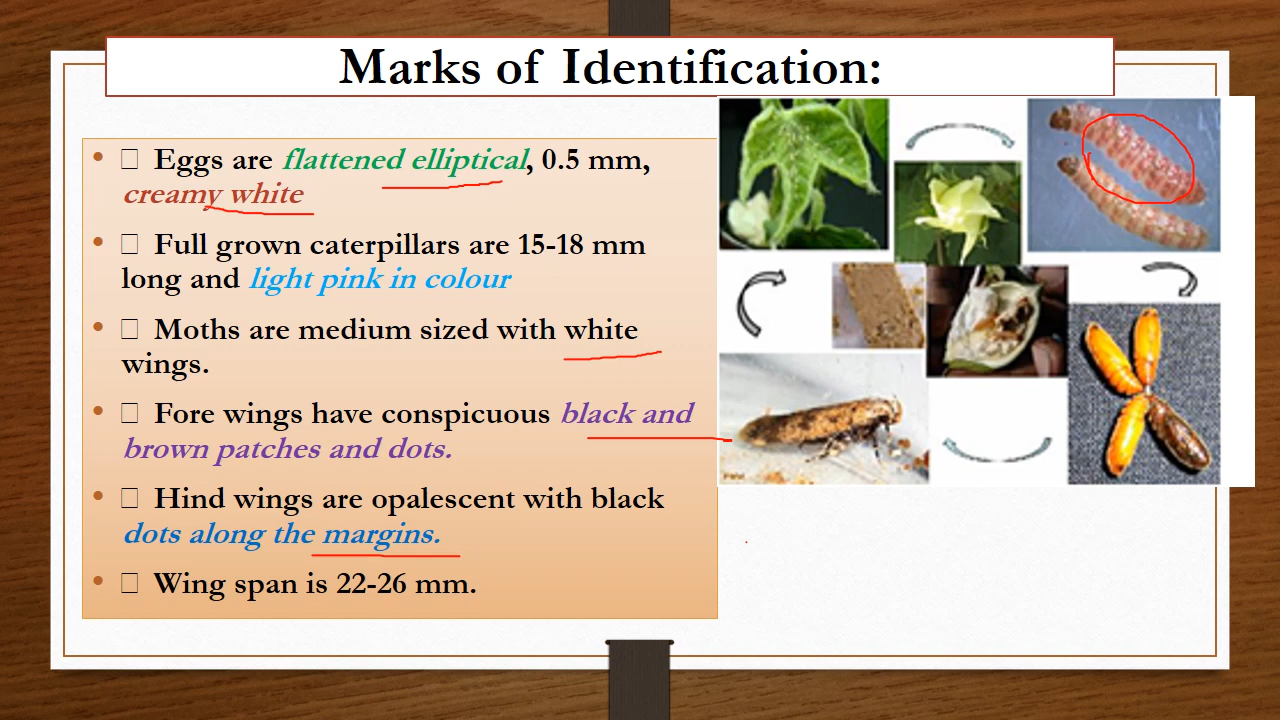 Marks of Identification:
• □ Eggs are flattened elliptical, 0.5 mm,
creamy white
• □ Full grown caterpillars are 15-18 mm
long and light pink in colour
• □ Moths are medium sized with white
wings.
• □ Fore wings have conspicuous black and
brown patches and dots.
• □ Hind wings are opalescent with black
dots along the margins.
• □ Wing span is 22-26 mm.